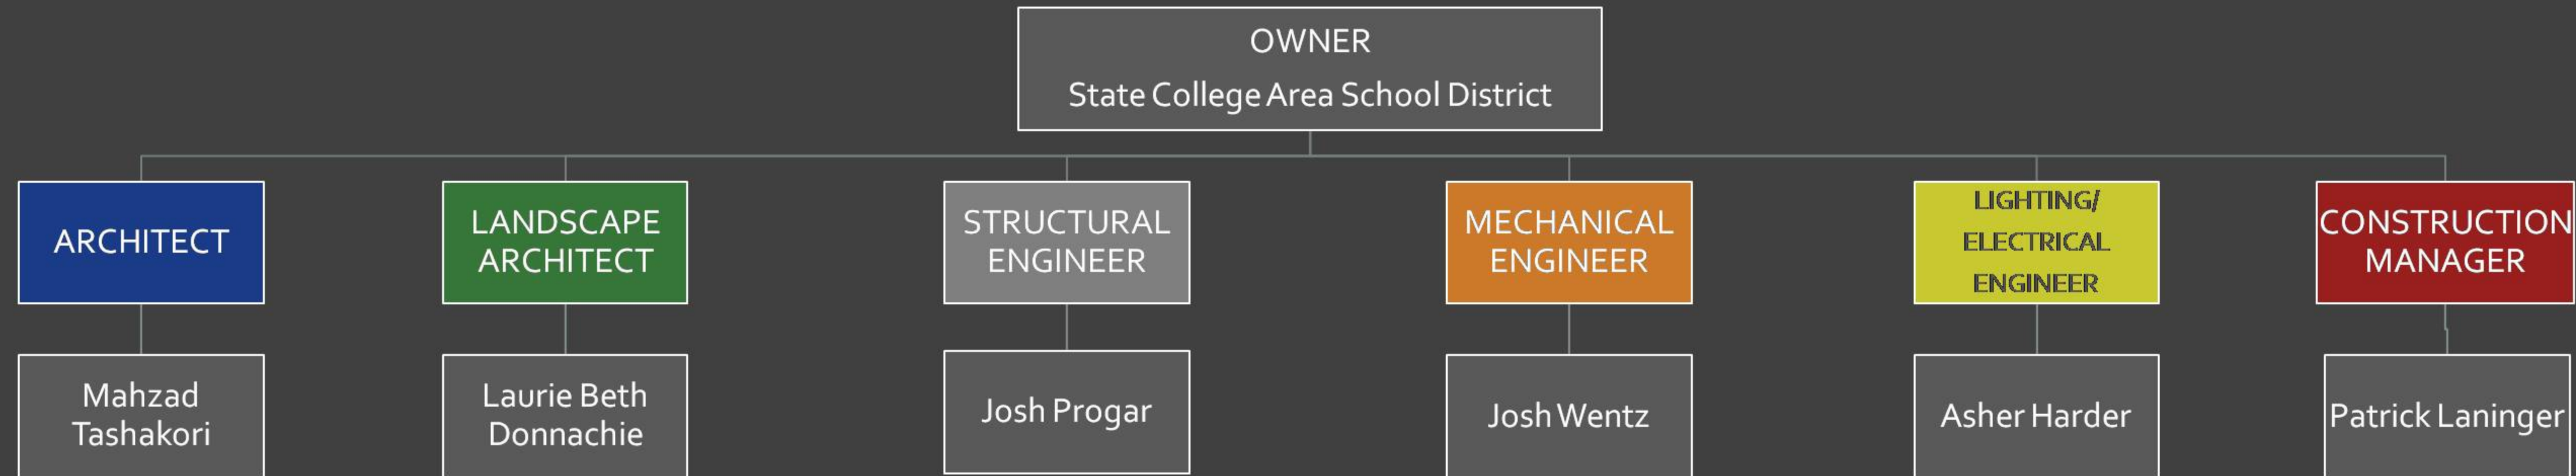 OWNER
State College Area School District
ARCHITECT
LANDSCAPE
ARCHITECT
STRUCTURAL
ENGINEER
MECHANICAL
ENGINEER
LIGHTING/
ELECTRICAL
ENGINEER
CONSTRUCTION
MANAGER
Mahzad
Tashakori
Laurie Beth
Donnachie
Josh Progar
Josh Wentz
Asher Harder
Patrick Laninger